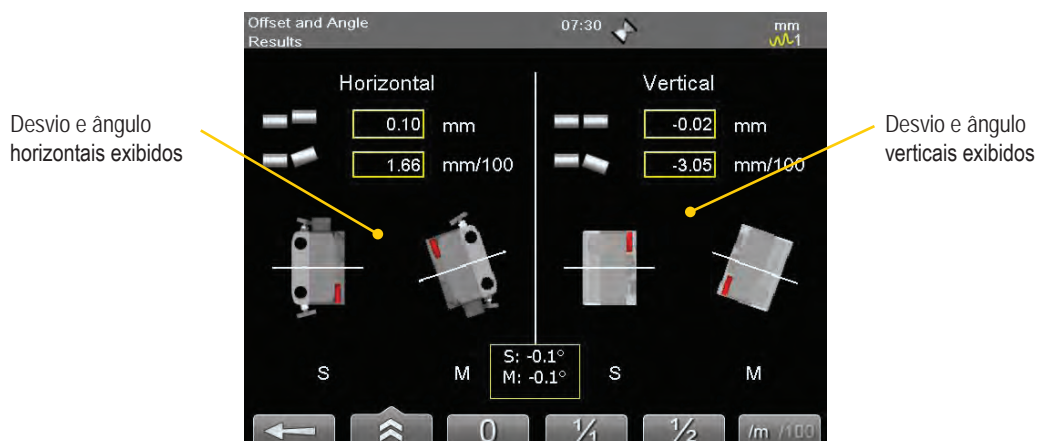 Offset and Angle
Results
07:30
mm
1
Horizontal
0.10 mm
1.66 mm/100
Vertical
-0.02 mm
-3.05 mm/100
Desvio e ângulo
horizontais exibidos
Desvio e ângulo
verticais exibidos
S
M
S: -0.1°
M: -0.1°
S
M
0
1/1
1/2
/m /100